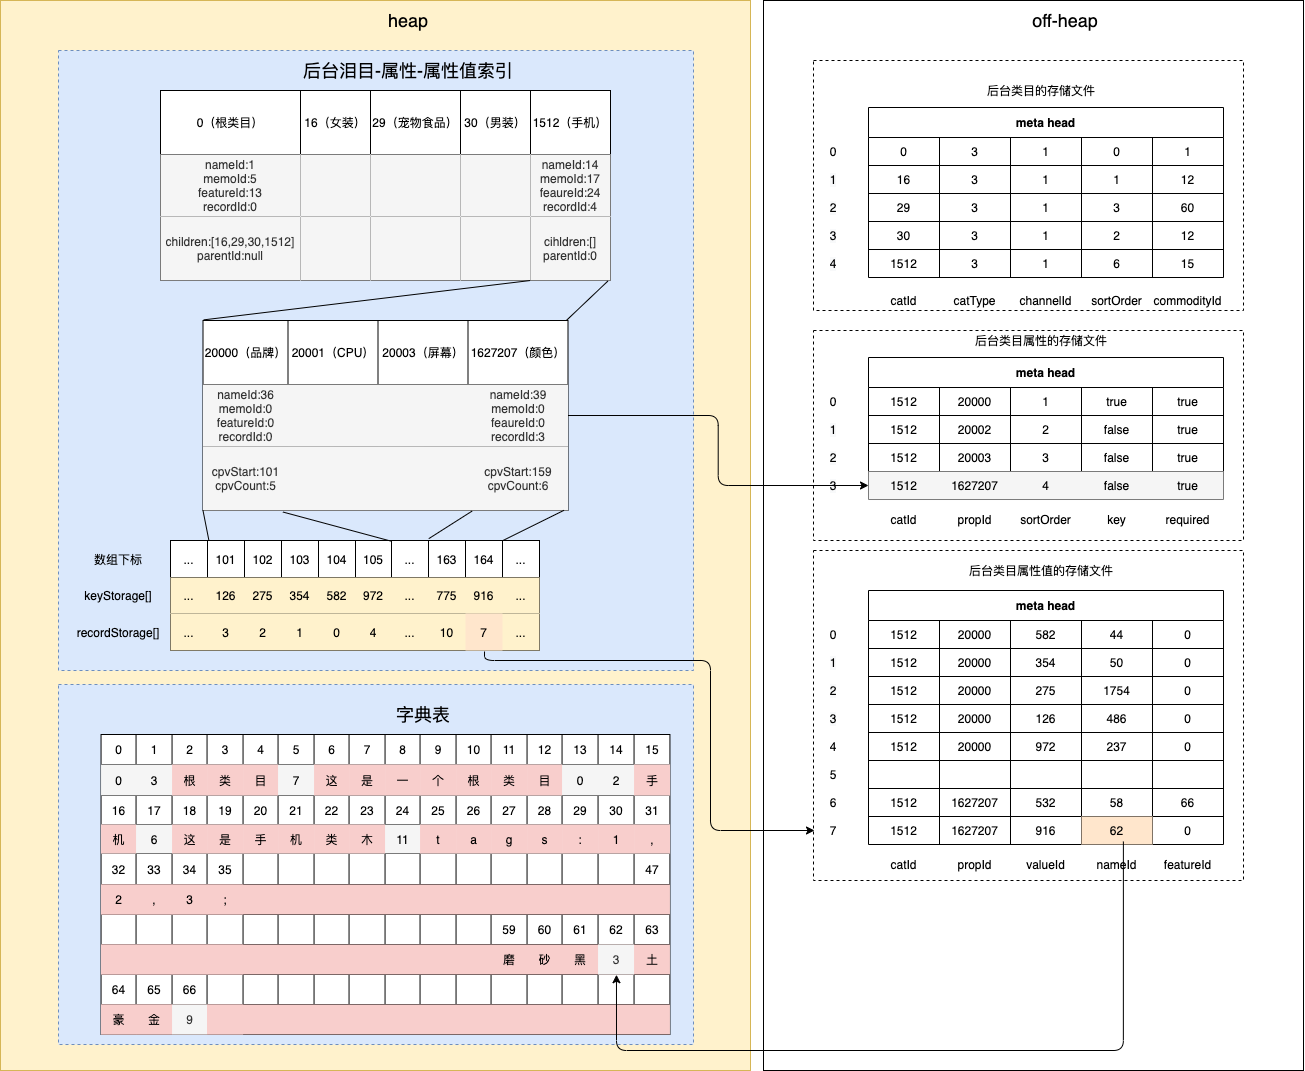 heap
后台泪目-属性-属性值索引
0（根类目） 16（女装） 29（宠物食品） 30（男装） 1512（手机）
nameId:1 nameId:14
memoId:5 memoId:17
featureId:13 feaureId:24
recordId:0 recordId:4
children:[16,29,30,1512] cihldren:[]
parentId:null parentId:0
20000（品牌） 20001（CPU） 20003（屏幕） 1627207（颜色）
nameId:36 nameId:39
memoId:0 memoId:0
featureId:0 feaureId:0
recordId:0 recordId:3
cpvStart:101 cpvStart:159
cpvCount:5 cpvCount:6
数组下标 ... 101 102 103 104 105 ... 163 164 ...
keyStorage[] ... 126 275 354 582 972 ... 775 916 ...
recordStorage[] ... 3 2 1 0 4 ... 10 7 ...
字典表
0 1 2 3 4 5 6 7 8 9 10 11 12 13 14 15
0 3 根 类 目 7 这 是 一 个 根 类 目 0 2 手
16 17 18 19 20 21 22 23 24 25 26 27 28 29 30 31
机 6 这 是 手 机 类 木 11 t a g s : 1 ,
32 33 34 35 47
2 , 3 ;
59 60 61 62 63
磨 砂 黑 3 土
64 65 66
豪 金 9
off-heap
后台类目的存储文件
meta head
0 0 3 1 0 1
1 16 3 1 1 12
2 29 3 1 3 60
3 30 3 1 2 12
4 1512 3 1 6 15
catId catType channelId sortOrder commodityId
后台类目属性的存储文件
meta head
0 1512 20000 1 true true
1 1512 20002 2 false true
2 1512 20003 3 false true
3 1512 1627207 4 false true
catId propId sortOrder key required
后台类目属性值的存储文件
meta head
0 1512 20000 582 44 0
1 1512 20000 354 50 0
2 1512 20000 275 1754 0
3 1512 20000 126 486 0
4 1512 20000 972 237 0
5
6 1512 1627207 532 58 66
7 1512 1627207 916 62 0
catId propId valueId nameId featureId